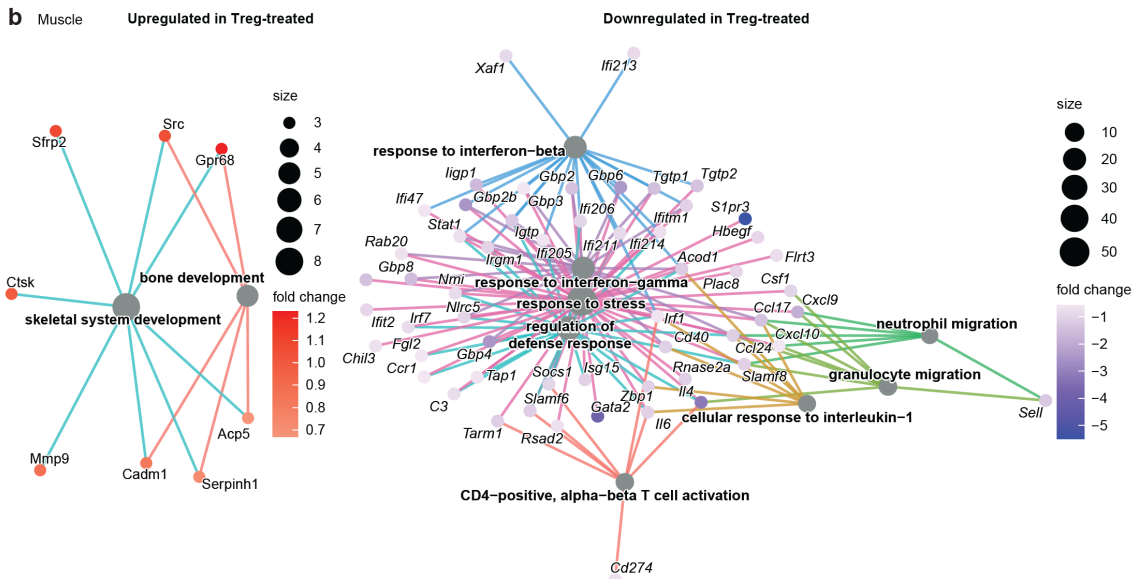 b Muscle Upregulated in Treg-treated Downregulated in Treg-treated
Xaf1 Ifi213
size
3
4
5
6
7
8
fold change
1.2
1.1
1.0
0.9
0.8
0.7
Sfrp2
Src
Gpr68
Ctsk
bone development
skeletal system development
Acp5
Mmp9
Cadm1
Serpinh1
response to interferon−beta
Iigp1
Gbp2
Gbp6
Tgtp1
Tgtp2
Ifi47
Gbp2b
Gbp3
Ifi206
Ifitm1
S1pr3
Stat1
Igtp
Hbegf
Rab20
Irgm1
Ifi205
Ifi211
Ifi214
Acod1
Flrt3
Gbp8
Nmi
Plac8
Csf1
response to interferon−gamma
Cxcl9
response to stress
Ccl17
Nlrc5
Irf1
Ifit2
Irf7
regulation of
defense response
Cd40
Cxcl10
neutrophil migration
Chil3
Fgl2
Gbp4
Ccl24
Ccr1
Tap1
Socs1
Isg15
Rnase2a
Slamf8
granulocyte migration
C3
Slamf6
Gata2
Zbp1
Il4
cellular response to interleukin−1
Sell
Tarm1
Rsad2
Il6
CD4−positive, alpha−beta T cell activation
Cd274
size
10
20
30
40
50
fold change
−1
−2
−3
−4
−5